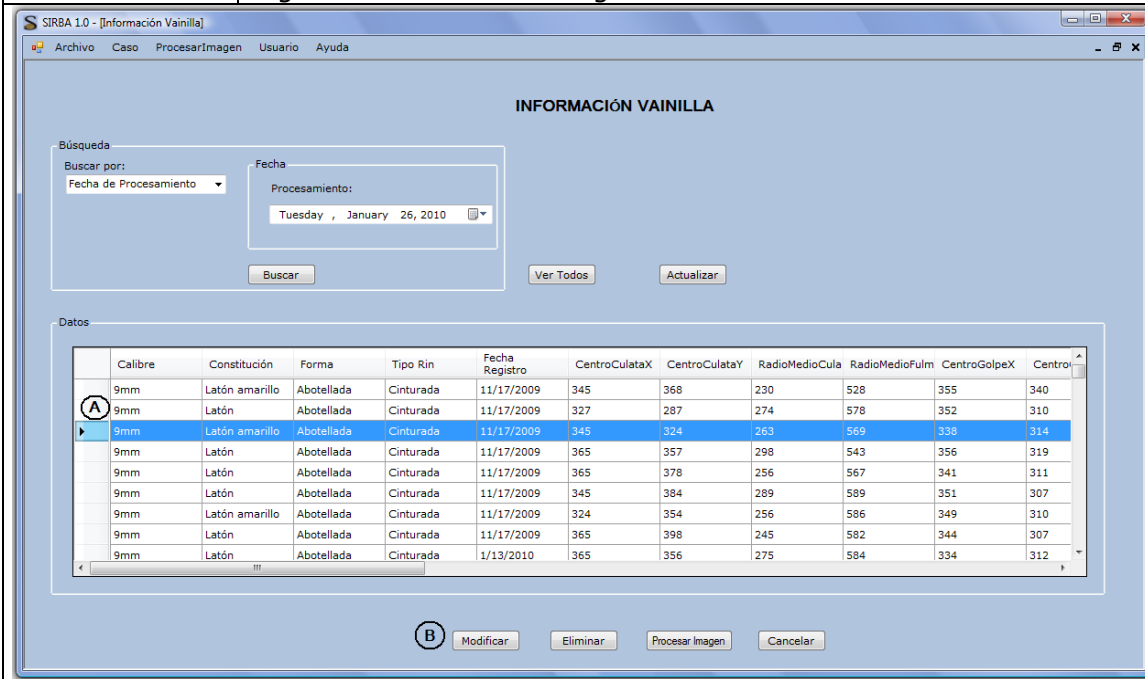 SIRBA 1.0 - [Información Vainilla]
Archivo Caso ProcesarImagen Usuario Ayuda
INFORMACIÓN VAINILLA
Búsqueda
Buscar por:
Fecha de Procesamiento
Fecha
Procesamiento:
Tuesday , January 26, 2010
Buscar
Ver Todos
Actualizar
Datos
Calibre Constitución Forma Tipo Rin Fecha Registro CentroCulataX CentroCulataY RadioMedioCula RadioMedioFulm CentroGolpeX Centro
9mm Latón amarillo Abotellada Cinturada 11/17/2009 345 368 230 528 355 340
A
9mm Latón Abotellada Cinturada 11/17/2009 327 287 274 578 352 310
9mm Latón amarillo Abotellada Cinturada 11/17/2009 345 324 263 569 338 314
9mm Latón Abotellada Cinturada 11/17/2009 365 357 298 543 356 319
9mm Latón Abotellada Cinturada 11/17/2009 365 378 256 567 341 311
9mm Latón Abotellada Cinturada 11/17/2009 345 384 289 589 351 307
9mm Latón amarillo Abotellada Cinturada 11/17/2009 324 354 256 586 349 310
9mm Latón Abotellada Cinturada 11/17/2009 365 398 245 582 344 307
9mm Latón Abotellada Cinturada 1/13/2010 365 356 275 584 334 312
B
Modificar Eliminar Procesar Imagen Cancelar